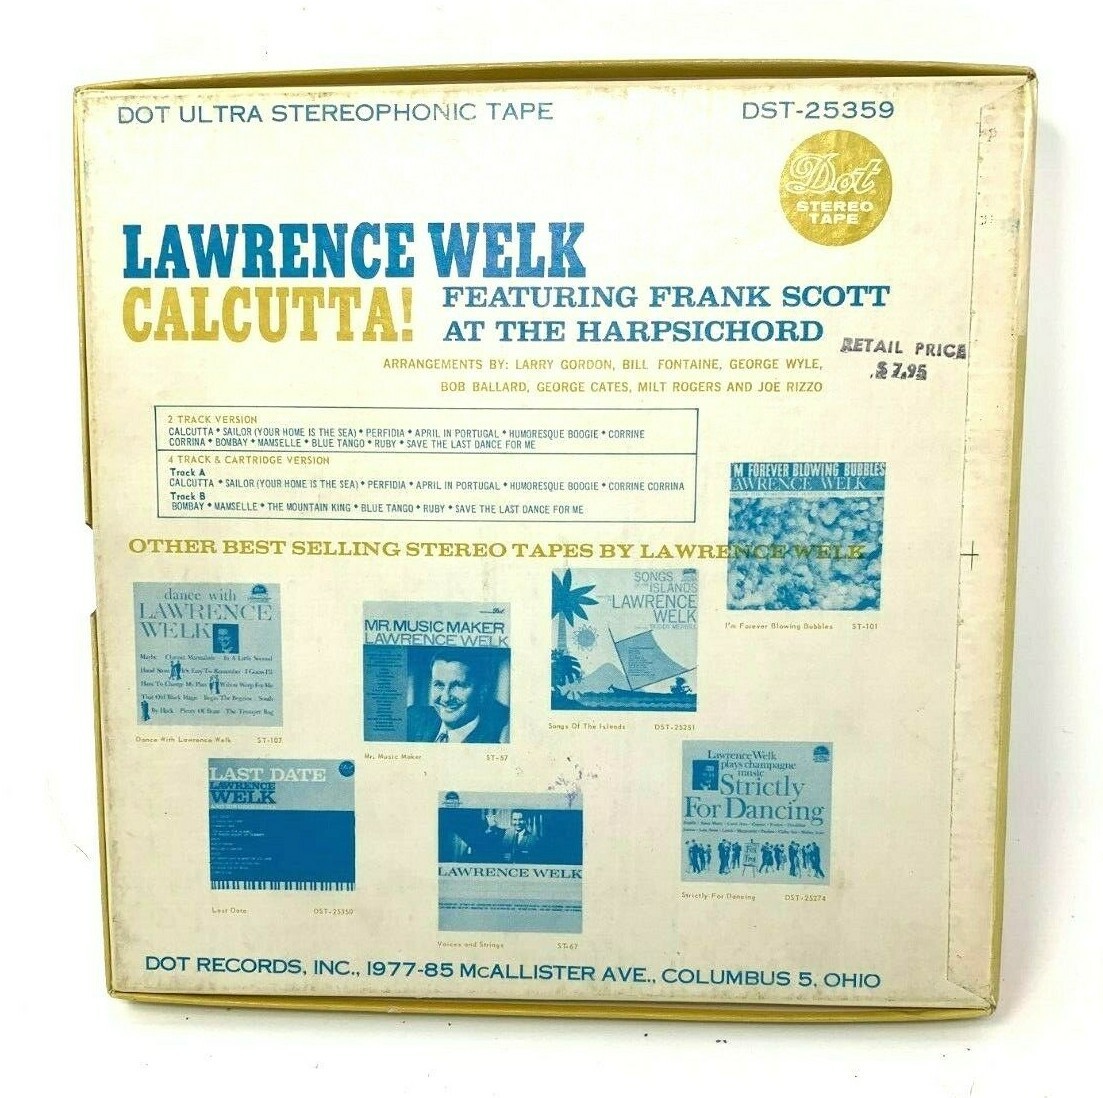 DOT ULTRA STEREOPHONIC TAPE
DST-25359
Dot
STEREO
TAPE
LAWRENCE WELK
CALCUTTA!
FEATURING FRANK SCOTT
AT THE HARPSICHORD
RETAIL PRICE
$ 7.95
ARRANGEMENTS BY: LARRY GORDON, BILL FONTAINE, GEORGE WYLE,
BOB BALLARD, GEORGE CATES, MILT ROGERS AND JOE RIZZO
2 TRACK VERSION
CALCUTTA • SAILOR (YOUR HOME IS THE SEA) • PERFIDIA • APRIL IN PORTUGAL • HUMORESQUE BOOGIE • CORRINE
CORRINA • BOMBAY • MAMSELLE • BLUE TANGO • RUBY • SAVE THE LAST DANCE FOR ME
4 TRACK & CARTRIDGE VERSION
Track A
CALCUTTA • SAILOR (YOUR HOME IS THE SEA) • PERFIDIA • APRIL IN PORTUGAL • HUMORESQUE BOOGIE • CORRINE CORRINA
Track B
BOMBAY • MAMSELLE • THE MOUNTAIN KING • BLUE TANGO • RUBY • SAVE THE LAST DANCE FOR ME
OTHER BEST SELLING STEREO TAPES BY LAWRENCE WELK
M FOREVER BLOWING BUBBLES
LAWRENCE WELK
I'm Forever Blowing Bubbles ST-101
dance with
LAWRENCE
WELK
Dance With Lawrence Welk ST-107
Dot
MR. MUSIC MAKER
LAWRENCE WELK
Mr. Music Maker ST-57
SONGS
OF THE ISLANDS
LAWRENCE
WELK
Songs Of The Islands DST-25251
LAST DATE
LAWRENCE
WELK
Last Date DST-25350
LAWRENCE WELK
Voices and Strings ST-67
Lawrence Welk
plays champagne
music
Strictly
For Dancing
Strictly For Dancing DST-25274
DOT RECORDS, INC., 1977-85 McALLISTER AVE., COLUMBUS 5, OHIO